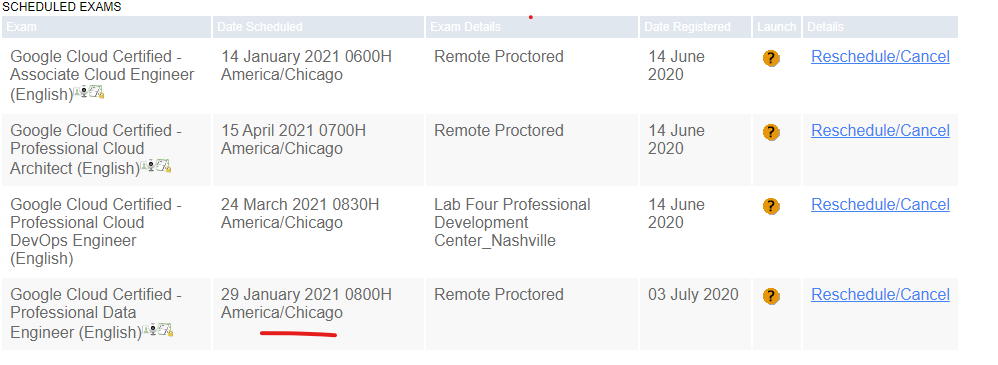 SCHEDULED EXAMS
Exam Date Scheduled Exam Details Date Registered Launch Details
Google Cloud Certified - 14 January 2021 0600H Remote Proctored 14 June ? Reschedule/Cancel
Associate Cloud Engineer America/Chicago 2020
(English)
Google Cloud Certified - 15 April 2021 0700H Remote Proctored 14 June ? Reschedule/Cancel
Professional Cloud America/Chicago 2020
Architect (English)
Google Cloud Certified - 24 March 2021 0830H Lab Four Professional 14 June ? Reschedule/Cancel
Professional Cloud America/Chicago Development 2020
DevOps Engineer Center_Nashville
(English)
Google Cloud Certified - 29 January 2021 0800H Remote Proctored 03 July 2020 ? Reschedule/Cancel
Professional Data America/Chicago
Engineer (English)